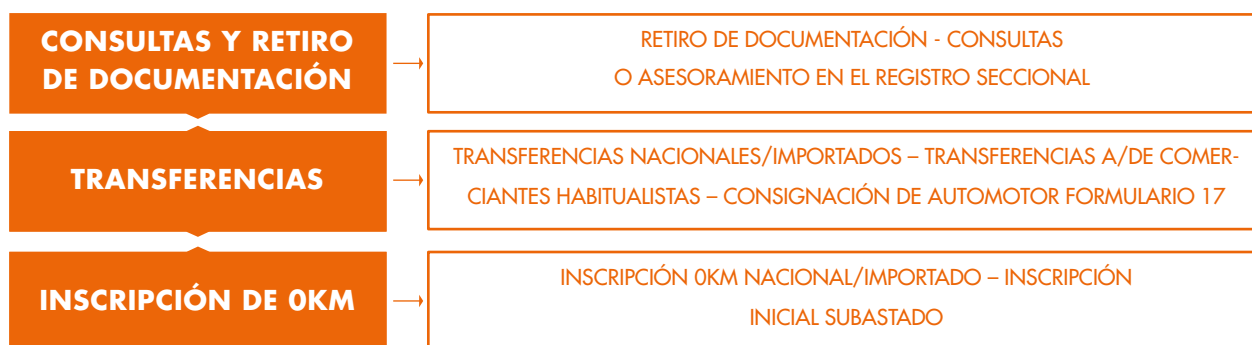 CONSULTAS Y RETIRO
DE DOCUMENTACIÓN
RETIRO DE DOCUMENTACIÓN - CONSULTAS
O ASESORAMIENTO EN EL REGISTRO SECCIONAL
TRANSFERENCIAS
TRANSFERENCIAS NACIONALES/IMPORTADOS – TRANSFERENCIAS A/DE COMER-
CIANTES HABITUALISTAS – CONSIGNACIÓN DE AUTOMOTOR FORMULARIO 17
INSCRIPCIÓN DE 0KM
INSCRIPCIÓN 0KM NACIONAL/IMPORTADO – INSCRIPCIÓN
INICIAL SUBASTADO